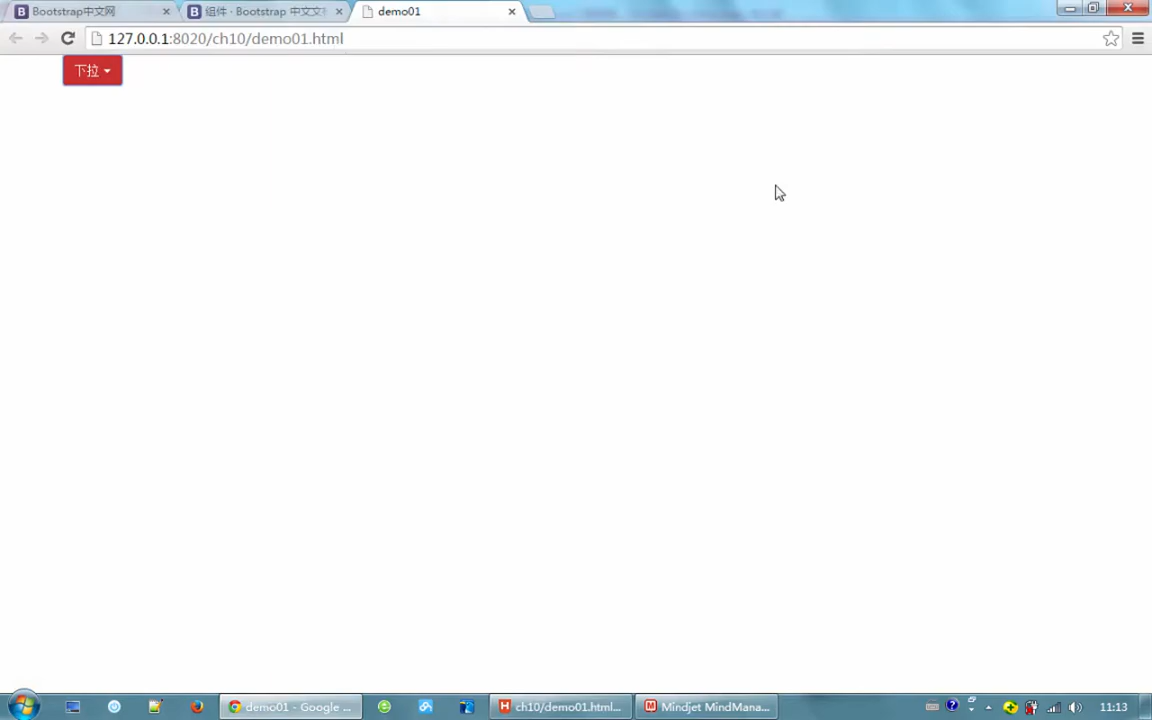 Bootstrap中文网
组件 · Bootstrap 中文文
demo01
127.0.0.1:8020/ch10/demo01.html
下拉
demo01 - Google ...
ch10/demo01.html...
Mindjet MindMana...
11:13